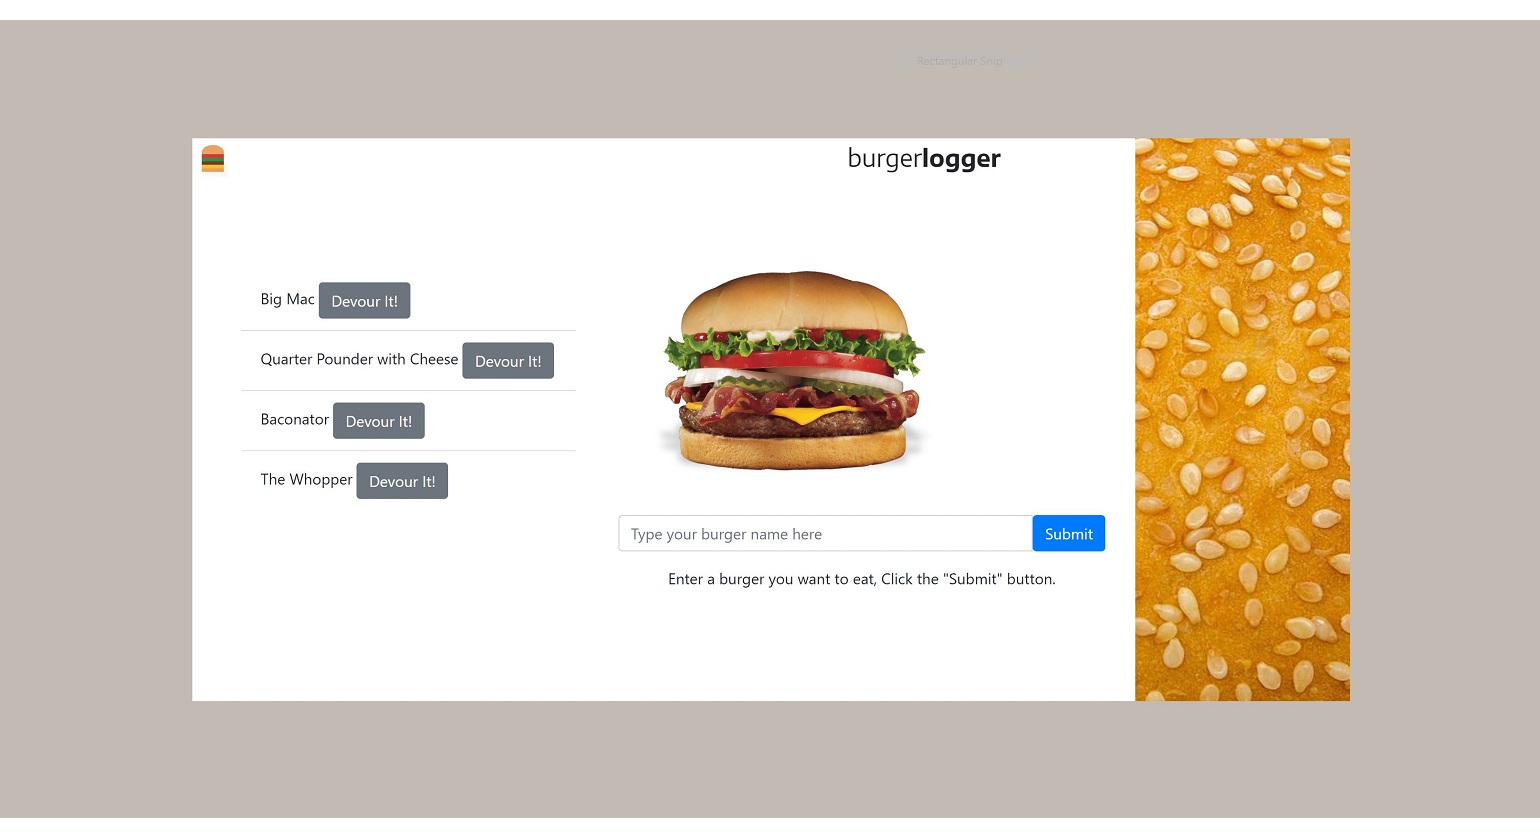 Rectangular Snip
burgerlogger
Big Mac Devour It!
Quarter Pounder with Cheese Devour It!
Baconator Devour It!
The Whopper Devour It!
Type your burger name here Submit
Enter a burger you want to eat, Click the "Submit" button.